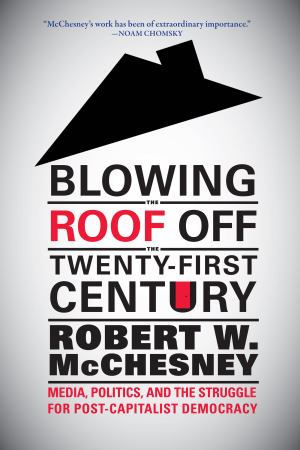 "McChesney's work has been of extraordinary importance."
—NOAM CHOMSKY
BLOWING
THE
ROOF OFF
THE
TWENTY-FIRST
CENTURY
ROBERT W.
McCHESNEY
MEDIA, POLITICS, AND THE STRUGGLE
FOR POST-CAPITALIST DEMOCRACY